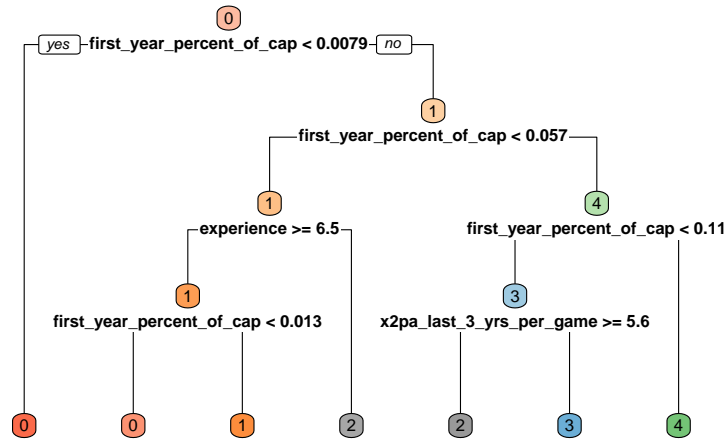 0
yes first_year_percent_of_cap < 0.0079 no
1
first_year_percent_of_cap < 0.057
1 4
experience >= 6.5 first_year_percent_of_cap < 0.11
1 3
first_year_percent_of_cap < 0.013 x2pa_last_3_yrs_per_game >= 5.6
0 0 1 2 2 3 4